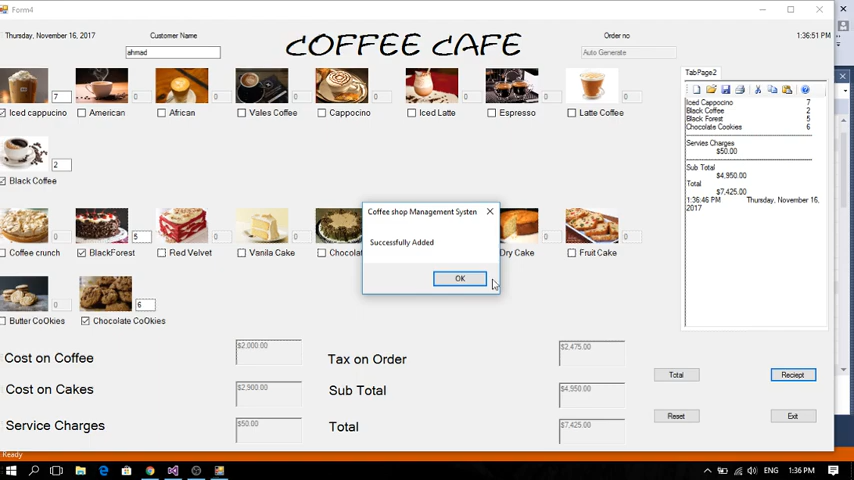 Form4
Thursday, November 16, 2017
Customer Name
COFFEE CAFE
Order no
1:36:51 PM
ahmad
Auto Generate
TabPage2
7
0
0
0
0
0
0
0
Iced cappucino
American
African
Vales Coffee
Cappocino
Iced Latte
Espresso
Latte Coffee
Iced Cappocino 7
Black Coffee 2
Black Forest 5
Chocolate Cookies 6
Servies Charges
$50.00
Sub Total
$4,950.00
Total
$7,425.00
1:36:46 PM Thursday, November 16,
2017
2
Black Coffee
Coffee shop Management Systen
Successfully Added
OK
0
5
0
0
0
0
Coffee crunch
BlackForest
Red Velvet
Vanila Cake
Chocolat
Dry Cake
Fruit Cake
0
6
Butter CoOkies
Chocolate CoOkies
Cost on Coffee
$2,000.00
Tax on Order
$2,475.00
Cost on Cakes
$2,900.00
Sub Total
$4,950.00
Service Charges
$50.00
Total
$7,425.00
Total
Reciept
Reset
Exit
Ready
ENG
1:36 PM